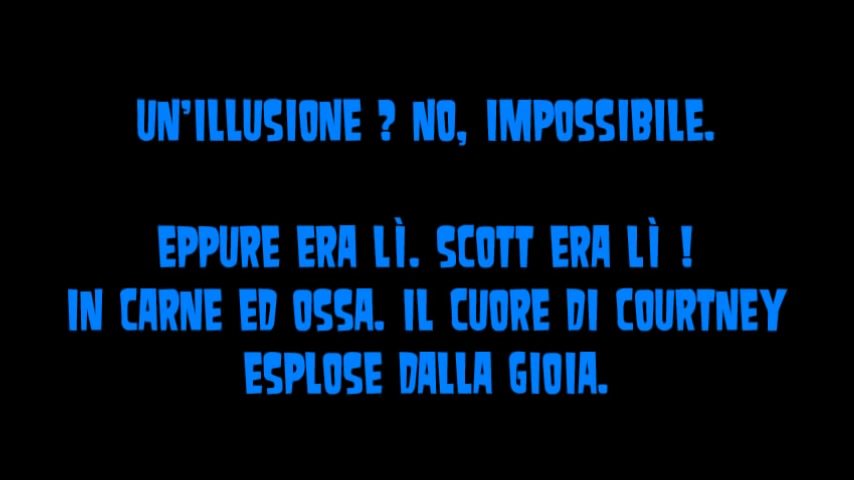 UN'ILLUSIONE ? NO, IMPOSSIBILE.
EPPURE ERA LÌ. SCOTT ERA LÌ !
IN CARNE ED OSSA. IL CUORE DI COURTNEY
ESPLOSE DALLA GIOIA.